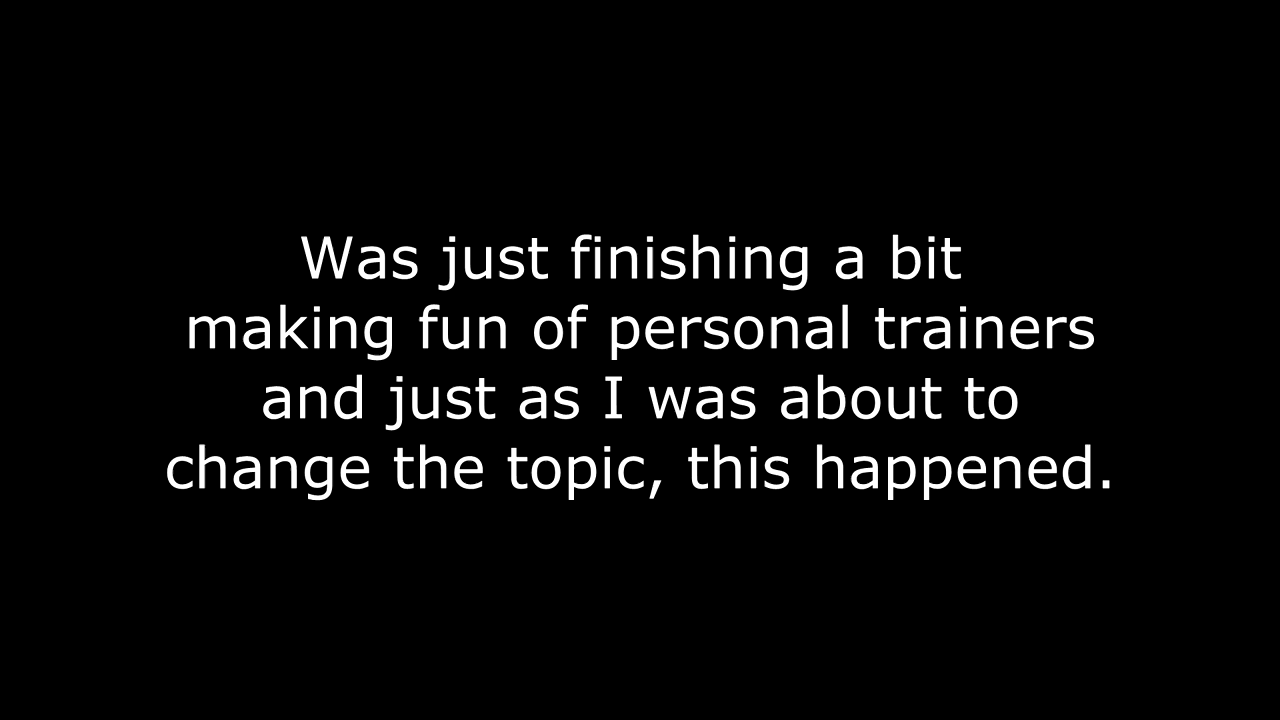 Was just finishing a bit
making fun of personal trainers
and just as I was about to
change the topic, this happened.